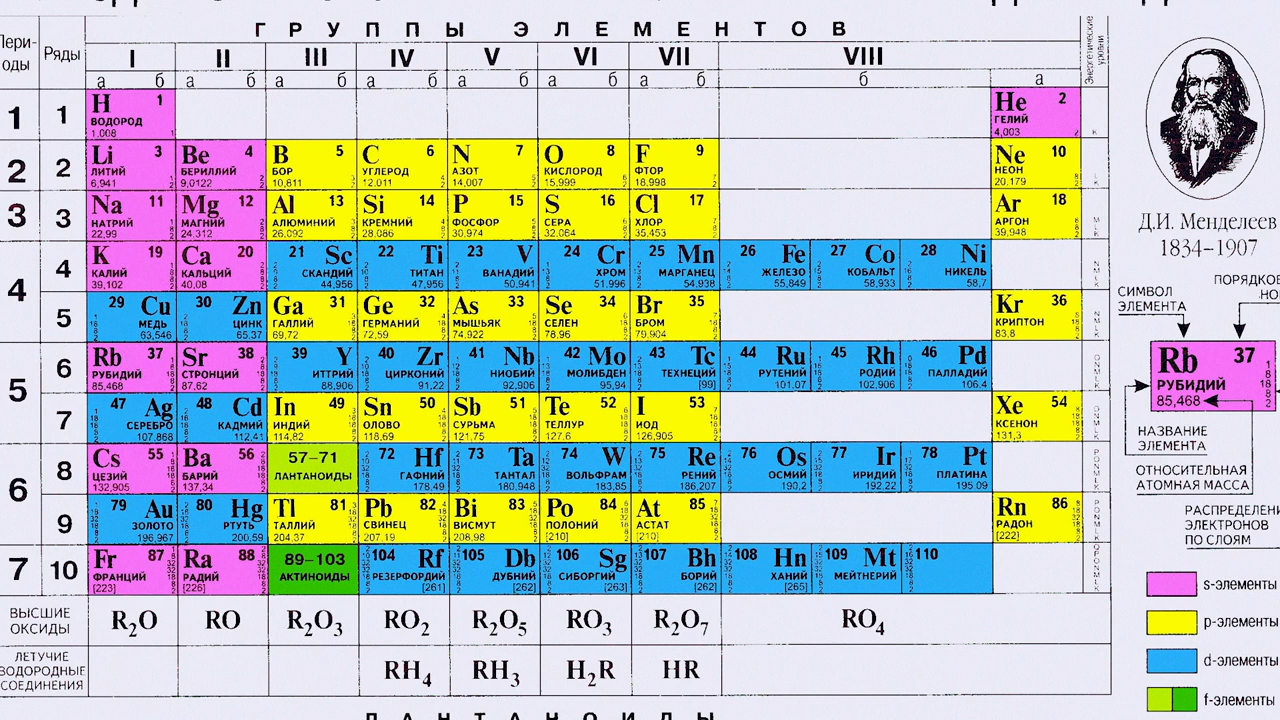 ГРУППЫ ЭЛЕМЕНТОВ
Пери-
оды
Ряды
I II III IV V VI VII VIII
Энергетические
уровни
а б а б а б а б а б а б а б б а
1 1
H 1
ВОДОРОД
1,008
He 2
ГЕЛИЙ
4,003
2 2
Li 3
ЛИТИЙ
6,941
Be 4
БЕРИЛЛИЙ
9,0122
B 5
БОР
10,811
C 6
УГЛЕРОД
12,011
N 7
АЗОТ
14,007
O 8
КИСЛОРОД
15,999
F 9
ФТОР
18,998
Ne 10
НЕОН
20,179
3 3
Na 11
НАТРИЙ
22,99
Mg 12
МАГНИЙ
24,312
Al 13
АЛЮМИНИЙ
26,092
Si 14
КРЕМНИЙ
28,086
P 15
ФОСФОР
30,974
S 16
СЕРА
32,064
Cl 17
ХЛОР
35,453
Ar 18
АРГОН
39,948
4 4
K 19
КАЛИЙ
39,102
Ca 20
КАЛЬЦИЙ
40,08
21 Sc
СКАНДИЙ
44,956
22 Ti
ТИТАН
47,956
23 V
ВАНАДИЙ
50,941
24 Cr
ХРОМ
51,996
25 Mn
МАРГАНЕЦ
54,938
26 Fe
ЖЕЛЕЗО
55,849
27 Co
КОБАЛЬТ
58,933
28 Ni
НИКЕЛЬ
58,7
5
29 Cu
МЕДЬ
63,546
30 Zn
ЦИНК
65,37
Ga 31
ГАЛЛИЙ
69,72
Ge 32
ГЕРМАНИЙ
72,59
As 33
МЫШЬЯК
74,922
Se 34
СЕЛЕН
78,96
Br 35
БРОМ
79,904
Kr 36
КРИПТОН
83,8
5 6
Rb 37
РУБИДИЙ
85,468
Sr 38
СТРОНЦИЙ
87,62
39 Y
ИТТРИЙ
88,906
40 Zr
ЦИРКОНИЙ
91,22
41 Nb
НИОБИЙ
92,906
42 Mo
МОЛИБДЕН
95,94
43 Tc
ТЕХНЕЦИЙ
[99]
44 Ru
РУТЕНИЙ
101,07
45 Rh
РОДИЙ
102,906
46 Pd
ПАЛЛАДИЙ
106,4
7
47 Ag
СЕРЕБРО
107,868
48 Cd
КАДМИЙ
112,41
In 49
ИНДИЙ
114,82
Sn 50
ОЛОВО
118,69
Sb 51
СУРЬМА
121,75
Te 52
ТЕЛЛУР
127,6
I 53
ИОД
126,905
Xe 54
КСЕНОН
131,3
6 8
Cs 55
ЦЕЗИЙ
132,905
Ba 56
БАРИЙ
137,34
57–71
ЛАНТАНОИДЫ
72 Hf
ГАФНИЙ
178,49
73 Ta
ТАНТАЛ
180,948
74 W
ВОЛЬФРАМ
183,85
75 Re
РЕНИЙ
186,207
76 Os
ОСМИЙ
190,2
77 Ir
ИРИДИЙ
192,22
78 Pt
ПЛАТИНА
195,09
9
79 Au
ЗОЛОТО
196,967
80 Hg
РТУТЬ
200,59
Tl 81
ТАЛЛИЙ
204,37
Pb 82
СВИНЕЦ
207,19
Bi 83
ВИСМУТ
208,98
Po 84
ПОЛОНИЙ
[210]
At 85
АСТАТ
[210]
Rn 86
РАДОН
[222]
7 10
Fr 87
ФРАНЦИЙ
[223]
Ra 88
РАДИЙ
[226]
89–103
АКТИНОИДЫ
104 Rf
РЕЗЕРФОРДИЙ
[261]
105 Db
ДУБНИЙ
[262]
106 Sg
СИБОРГИЙ
[263]
107 Bh
БОРИЙ
[262]
108 Hn
ХАНИЙ
[265]
109 Mt
МЕЙТНЕРИЙ
110
ВЫСШИЕ
ОКСИДЫ
R₂O RO R₂O₃ RO₂ R₂O₅ RO₃ R₂O₇ RO₄
ЛЕТУЧИЕ
ВОДОРОДНЫЕ
СОЕДИНЕНИЯ
RH₄ RH₃ H₂R HR
ЛАНТАНОИДЫ
Д.И. Менделеев
1834–1907
СИМВОЛ
ЭЛЕМЕНТА
ПОРЯДКОВ
НО
Rb 37
РУБИДИЙ
85,468
1
8
18
8
2
НАЗВАНИЕ
ЭЛЕМЕНТА
ОТНОСИТЕЛЬНАЯ
АТОМНАЯ МАССА
РАСПРЕДЕЛЕНИ
ЭЛЕКТРОНОВ
ПО СЛОЯМ
s-элементы
p-элементы
d-элементы
f-элементы